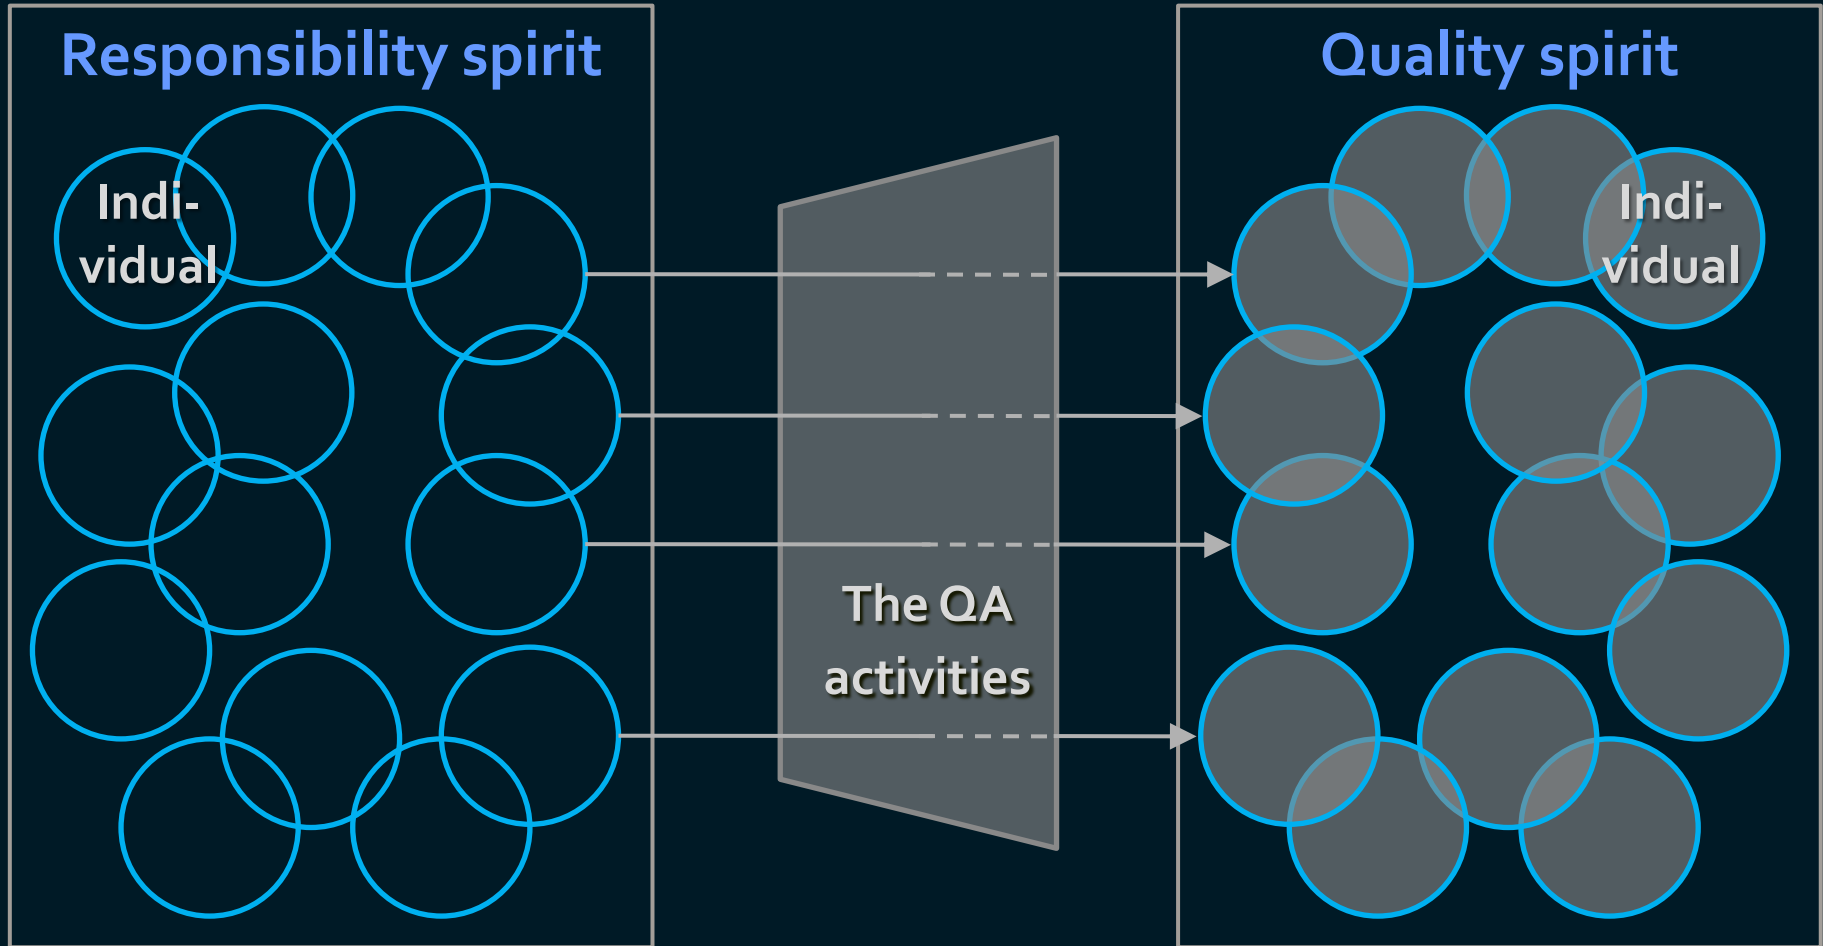 Responsibility spirit
Indi-
vidual
The QA
activities
Quality spirit
Indi-
vidual